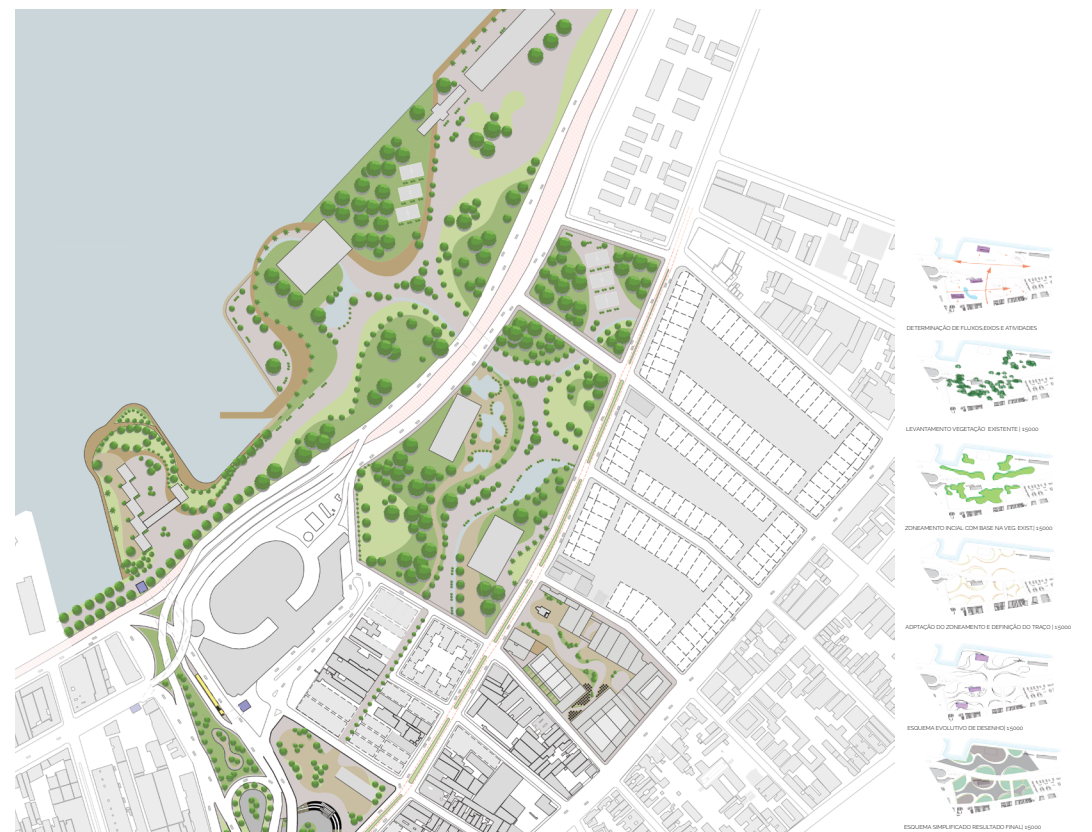 DETERMINAÇÃO DE FLUXOS,EIXOS E ATIVIDADES
LEVANTAMENTO VEGETAÇÃO EXISTENTE | 1:5000
ZONEAMENTO INCIAL COM BASE NA VEG. EXIST.| 1:5000
ADPTAÇÃO DO ZONEAMENTO E DEFINIÇÃO DO TRAÇO | 1:5000
ESQUEMA EVOLUTIVO DE DESENHO| 1:5000
ESQUEMA SIMPLIFICADO RESULTADO FINAL| 1:5000